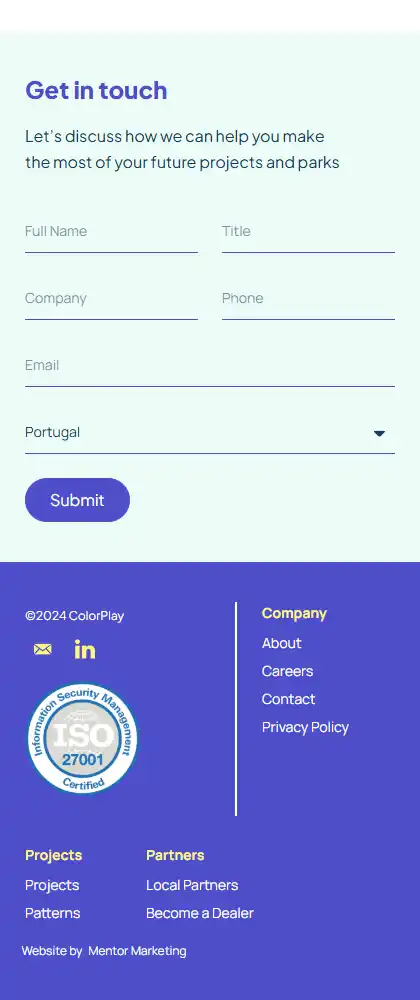 Get in touch
Let's discuss how we can help you make
the most of your future projects and parks
Full Name
Title
Company
Phone
Email
Portugal
Submit
©2024 ColorPlay
Information Security Management
ISO
27001
Certified
Company
About
Careers
Contact
Privacy Policy
Projects
Projects
Patterns
Partners
Local Partners
Become a Dealer
Website by Mentor Marketing